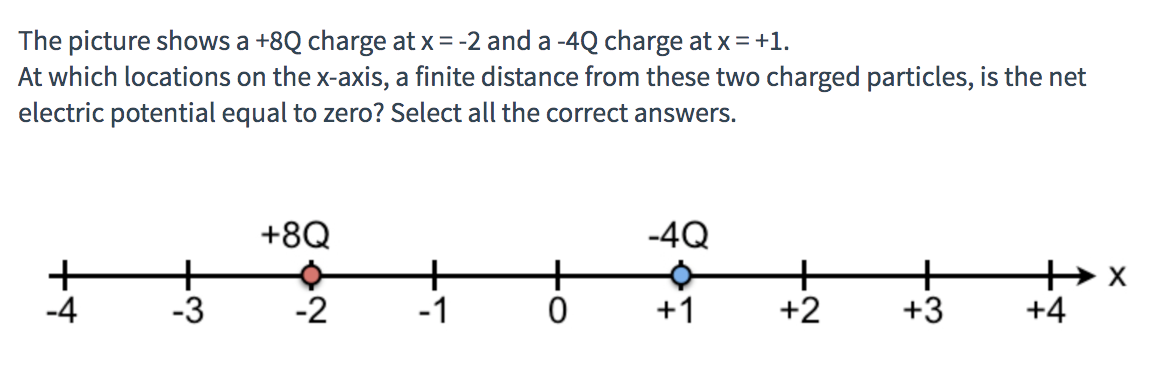 The picture shows a +8Q charge at x = -2 and a -4Q charge at x = +1.
At which locations on the x-axis, a finite distance from these two charged particles, is the net
electric potential equal to zero? Select all the correct answers.
+8Q -4Q
x
-4 -3 -2 -1 0 +1 +2 +3 +4